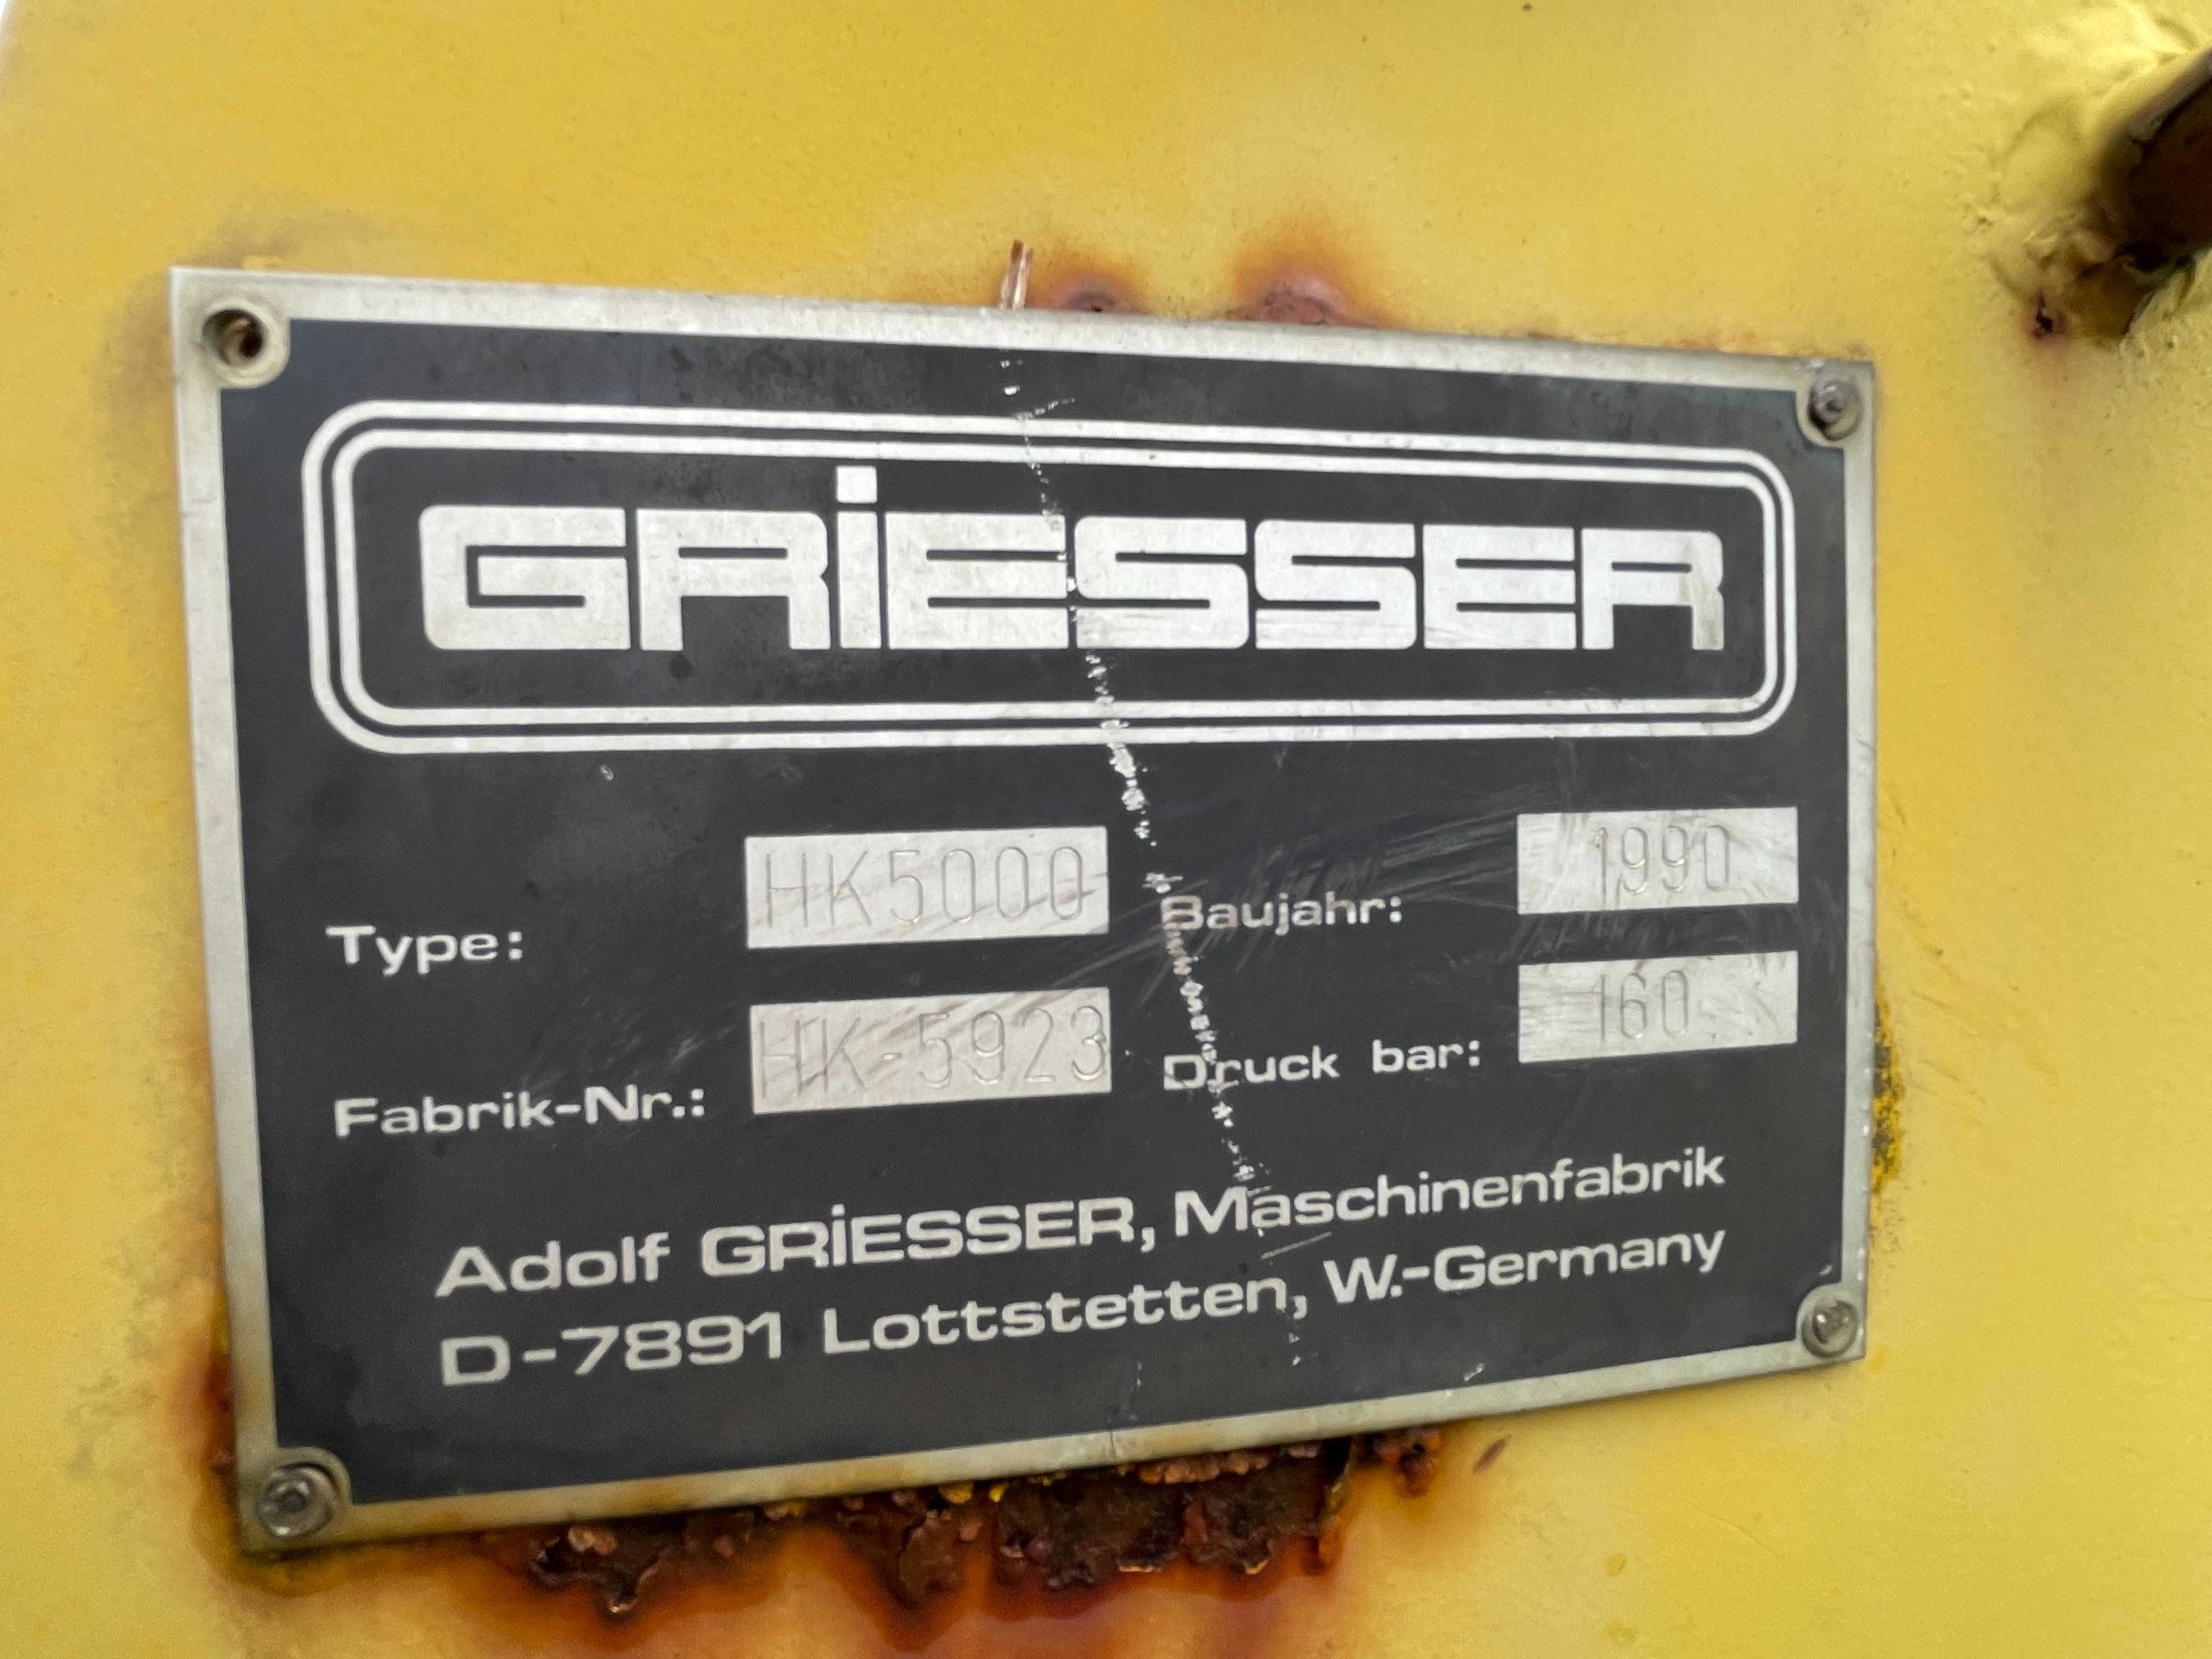 GRiESSER
Type: HK5000 Baujahr: 1990
Fabrik-Nr.: HK-5923 Druck bar: 160
Adolf GRiESSER, Maschinenfabrik
D-7891 Lottstetten, W.-Germany